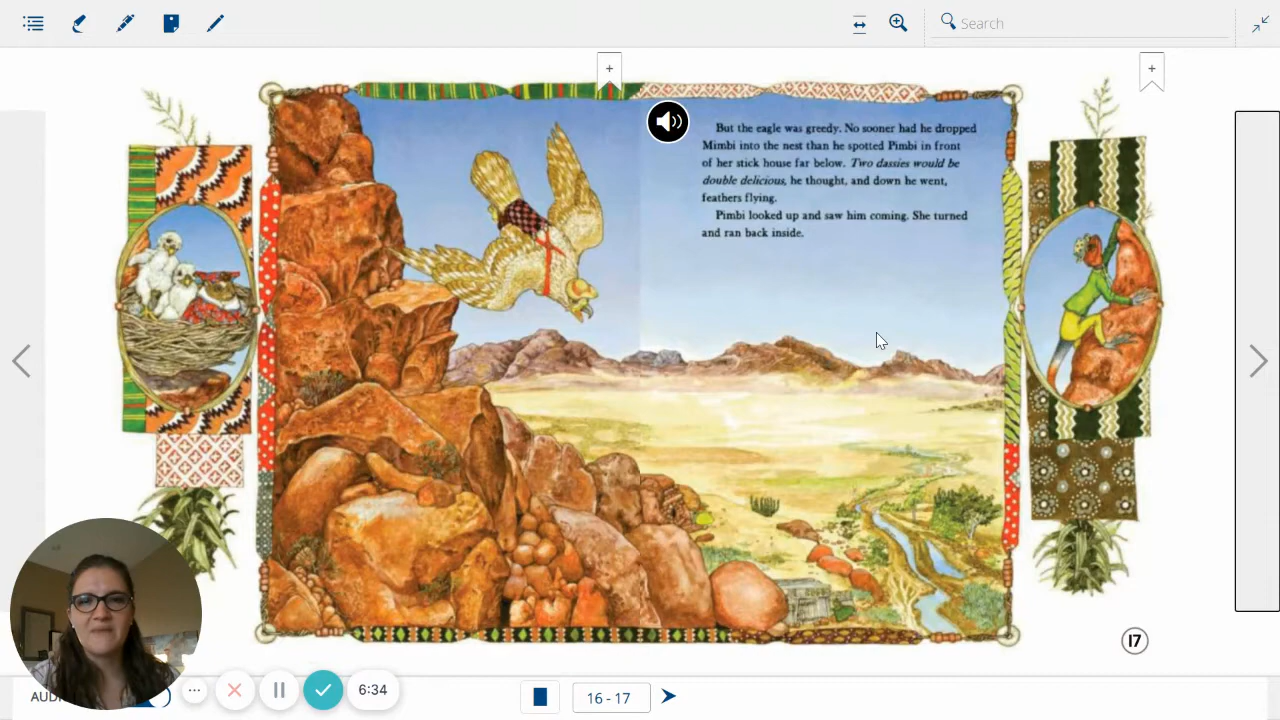 Search
+
+
But the eagle was greedy. No sooner had he dropped
Mimbi into the nest than he spotted Pimbi in front
of her stick house far below. Two dassies would be
double delicious, he thought, and down he went,
feathers flying.
Pimbi looked up and saw him coming. She turned
and ran back inside.
17
AUDI
6:34
16 - 17